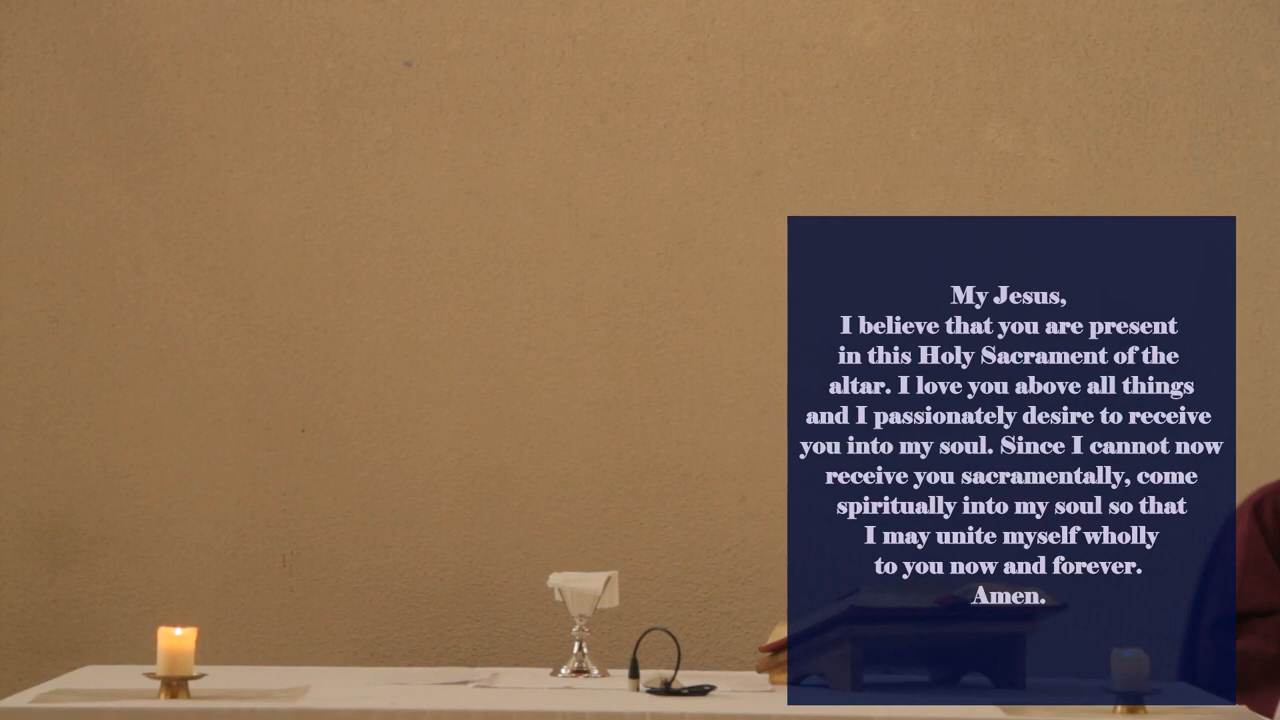 My Jesus,
I believe that you are present
in this Holy Sacrament of the
altar. I love you above all things
and I passionately desire to receive
you into my soul. Since I cannot now
receive you sacramentally, come
spiritually into my soul so that
I may unite myself wholly
to you now and forever.
Amen.